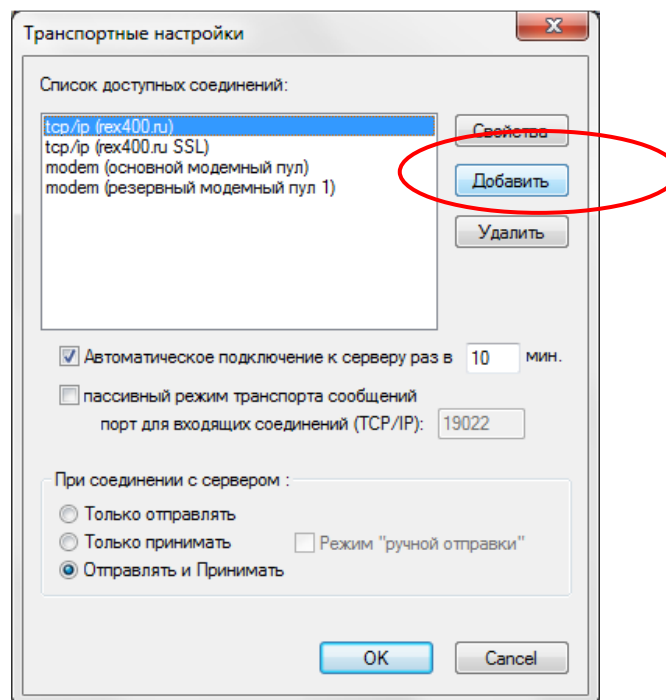 Транспортные настройки
Список доступных соединений:
tcp/ip (rex400.ru)
tcp/ip (rex400.ru SSL)
modem (основной модемный пул)
modem (резервный модемный пул 1)
Свойства
Добавить
Удалить
Автоматическое подключение к серверу раз в 10 мин.
пассивный режим транспорта сообщений
порт для входящих соединений (TCP/IP): 19022
При соединении с сервером :
Только отправлять
Только принимать Режим "ручной отправки"
Отправлять и Принимать
OK Cancel